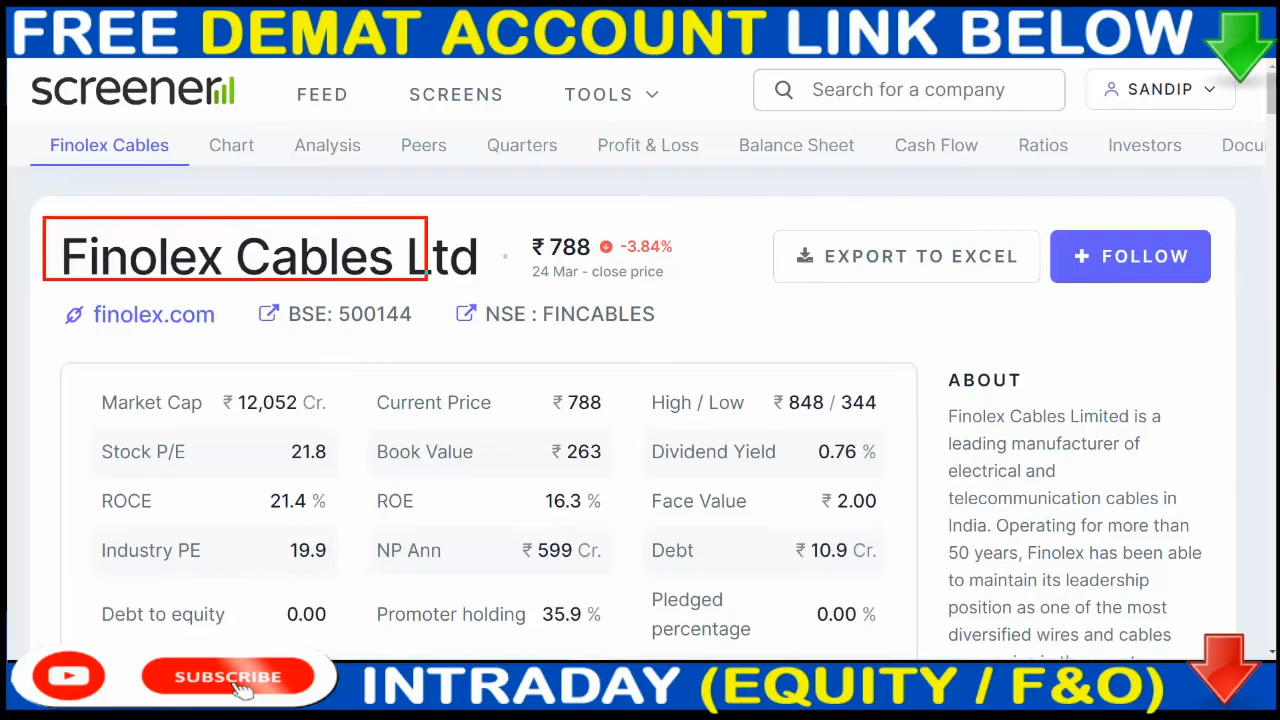 FREE DEMAT ACCOUNT LINK BELOW
screener
FEED SCREENS TOOLS
Search for a company
SANDIP
Finolex Cables Chart Analysis Peers Quarters Profit & Loss Balance Sheet Cash Flow Ratios Investors Docu
Finolex Cables Ltd
₹ 788 -3.84%
24 Mar - close price
EXPORT TO EXCEL
+ FOLLOW
finolex.com BSE: 500144 NSE : FINCABLES
Market Cap ₹ 12,052 Cr. Current Price ₹ 788 High / Low ₹ 848 / 344
Stock P/E 21.8 Book Value ₹ 263 Dividend Yield 0.76 %
ROCE 21.4 % ROE 16.3 % Face Value ₹ 2.00
Industry PE 19.9 NP Ann ₹ 599 Cr. Debt ₹ 10.9 Cr.
Debt to equity 0.00 Promoter holding 35.9 % Pledged percentage 0.00 %
ABOUT
Finolex Cables Limited is a
leading manufacturer of
electrical and
telecommunication cables in
India. Operating for more than
50 years, Finolex has been able
to maintain its leadership
position as one of the most
diversified wires and cables
SUBSCRIBE
INTRADAY (EQUITY / F&O)